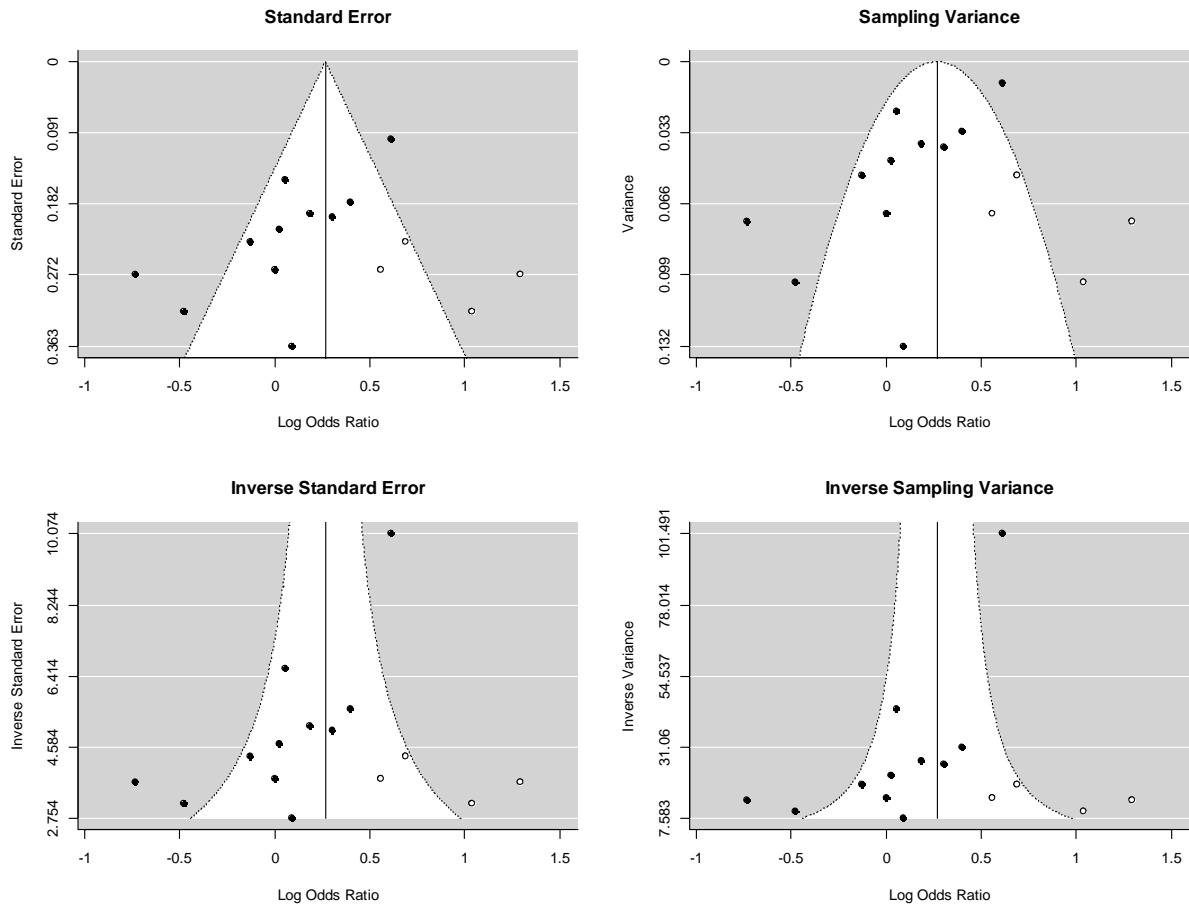 Standard Error
Standard Error
0
0.091
0.182
0.272
0.363
-1 -0.5 0 0.5 1 1.5
Log Odds Ratio
Sampling Variance
Variance
0
0.033
0.066
0.099
0.132
-1 -0.5 0 0.5 1 1.5
Log Odds Ratio
Inverse Standard Error
Inverse Standard Error
10.074
8.244
6.414
4.584
2.754
-1 -0.5 0 0.5 1 1.5
Log Odds Ratio
Inverse Sampling Variance
Inverse Variance
101.491
78.014
54.537
31.06
7.583
-1 -0.5 0 0.5 1 1.5
Log Odds Ratio